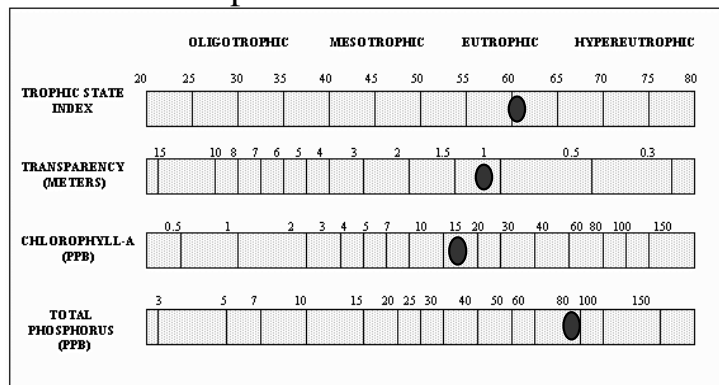 OLIGOTROPHIC MESOTROPHIC EUTROPHIC HYPEREUTROPHIC
20 25 30 35 40 45 50 55 60 65 70 75 80
TROPHIC STATE
INDEX
15 10 8 7 6 5 4 3 2 1.5 1 0.5 0.3
TRANSPARENCY
(METERS)
0.5 1 2 3 4 5 7 10 15 20 30 40 60 80 100 150
CHLOROPHYLL-A
(PPB)
3 5 7 10 15 20 25 30 40 50 60 80 100 150
TOTAL
PHOSPHORUS
(PPB)